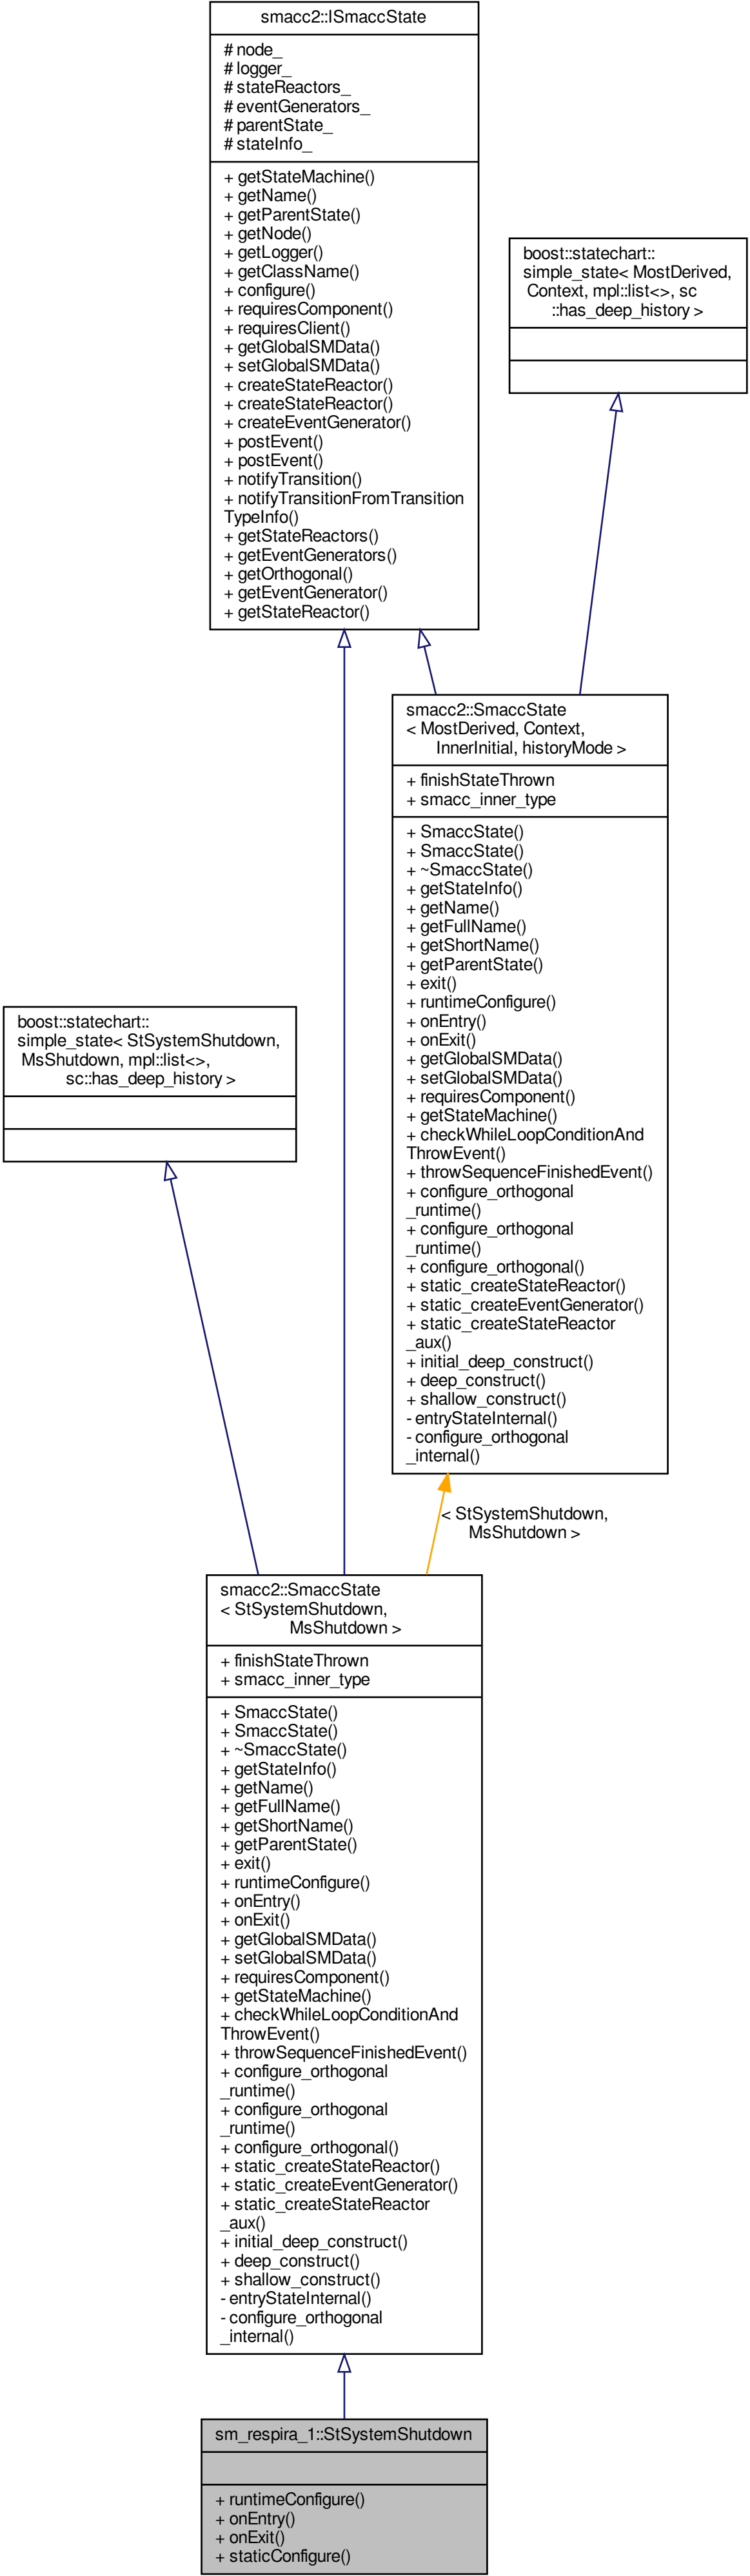 smacc2::ISmaccState
# node_
# logger_
# stateReactors_
# eventGenerators_
# parentState_
# stateInfo_
+ getStateMachine()
+ getName()
+ getParentState()
+ getNode()
+ getLogger()
+ getClassName()
+ configure()
+ requiresComponent()
+ requiresClient()
+ getGlobalSMData()
+ setGlobalSMData()
+ createStateReactor()
+ createStateReactor()
+ createEventGenerator()
+ postEvent()
+ postEvent()
+ notifyTransition()
+ notifyTransitionFromTransition
TypeInfo()
+ getStateReactors()
+ getEventGenerators()
+ getOrthogonal()
+ getEventGenerator()
+ getStateReactor()
boost::statechart::
simple_state< MostDerived,
Context, mpl::list<>, sc
::has_deep_history >
smacc2::SmaccState
< MostDerived, Context,
InnerInitial, historyMode >
+ finishStateThrown
+ smacc_inner_type
+ SmaccState()
+ SmaccState()
+ ~SmaccState()
+ getStateInfo()
+ getName()
+ getFullName()
+ getShortName()
+ getParentState()
+ exit()
+ runtimeConfigure()
+ onEntry()
+ onExit()
+ getGlobalSMData()
+ setGlobalSMData()
+ requiresComponent()
+ getStateMachine()
+ checkWhileLoopConditionAnd
ThrowEvent()
+ throwSequenceFinishedEvent()
+ configure_orthogonal
_runtime()
+ configure_orthogonal
_runtime()
+ configure_orthogonal()
+ static_createStateReactor()
+ static_createEventGenerator()
+ static_createStateReactor
_aux()
+ initial_deep_construct()
+ deep_construct()
+ shallow_construct()
- entryStateInternal()
- configure_orthogonal
_internal()
boost::statechart::
simple_state< StSystemShutdown,
MsShutdown, mpl::list<>,
sc::has_deep_history >
< StSystemShutdown,
MsShutdown >
smacc2::SmaccState
< StSystemShutdown,
MsShutdown >
+ finishStateThrown
+ smacc_inner_type
+ SmaccState()
+ SmaccState()
+ ~SmaccState()
+ getStateInfo()
+ getName()
+ getFullName()
+ getShortName()
+ getParentState()
+ exit()
+ runtimeConfigure()
+ onEntry()
+ onExit()
+ getGlobalSMData()
+ setGlobalSMData()
+ requiresComponent()
+ getStateMachine()
+ checkWhileLoopConditionAnd
ThrowEvent()
+ throwSequenceFinishedEvent()
+ configure_orthogonal
_runtime()
+ configure_orthogonal
_runtime()
+ configure_orthogonal()
+ static_createStateReactor()
+ static_createEventGenerator()
+ static_createStateReactor
_aux()
+ initial_deep_construct()
+ deep_construct()
+ shallow_construct()
- entryStateInternal()
- configure_orthogonal
_internal()
sm_respira_1::StSystemShutdown
+ runtimeConfigure()
+ onEntry()
+ onExit()
+ staticConfigure()